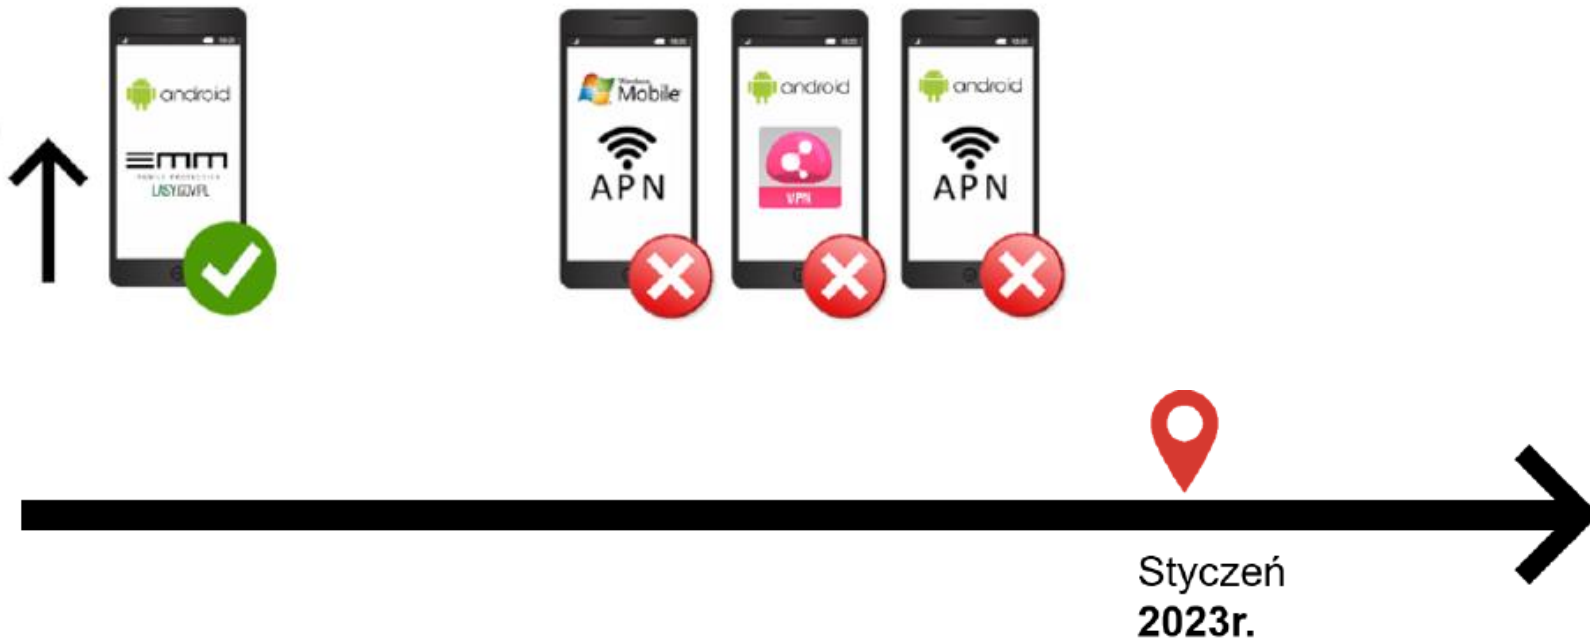 android
EMM
LASY.GOV.PL
Windows
Mobile
APN
android
VPN
android
APN
Styczeń
2023r.